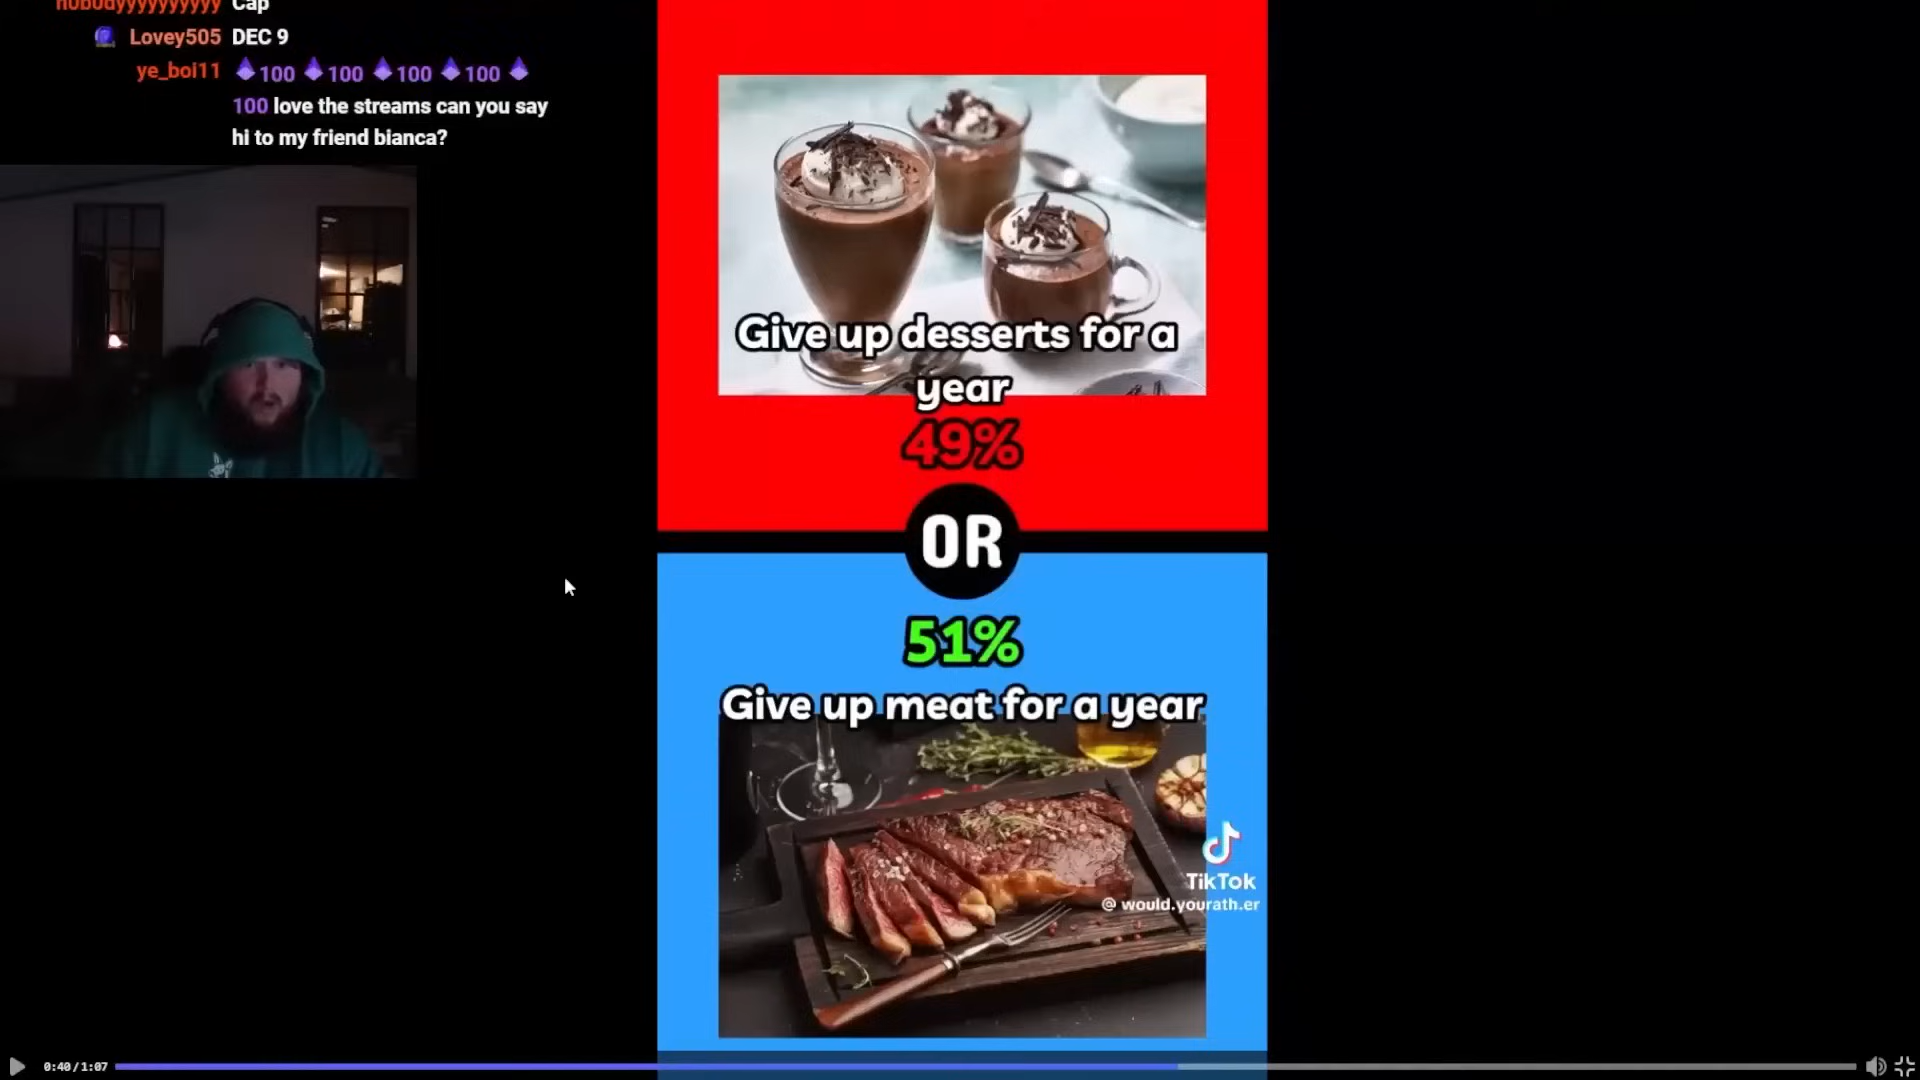 Cap
Lovey505 DEC 9
ye_boi11 100 100 100 100
100 love the streams can you say
hi to my friend bianca?
Give up desserts for a
year
49%
OR
51%
Give up meat for a year
TikTok
@ would.yourath.er
0:40/1:07